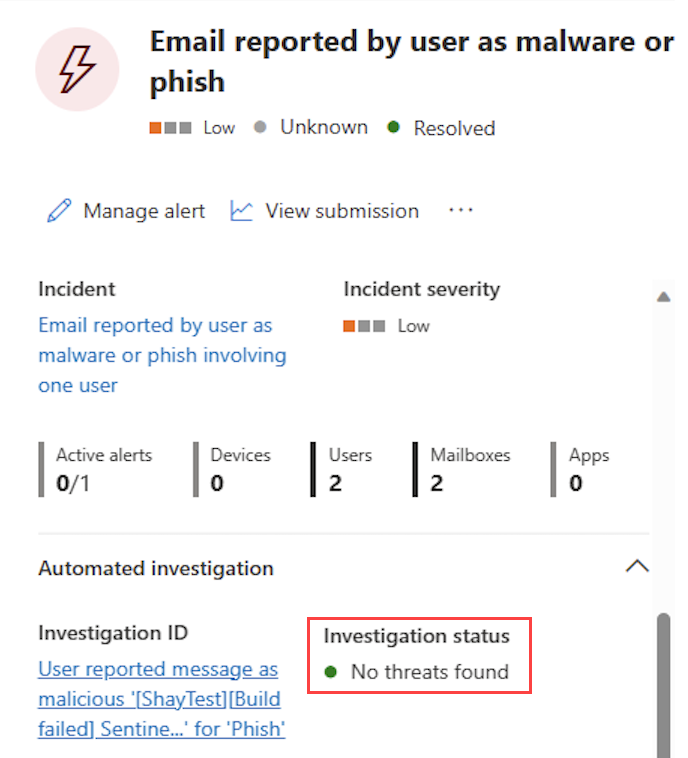 Email reported by user as malware or
phish
Low Unknown Resolved
Manage alert View submission ...
Incident Incident severity
Email reported by user as Low
malware or phish involving
one user
Active alerts Devices Users Mailboxes Apps
0/1 0 2 2 0
Automated investigation
Investigation ID Investigation status
User reported message as No threats found
malicious '[ShayTest][Build
failed] Sentine...' for 'Phish'